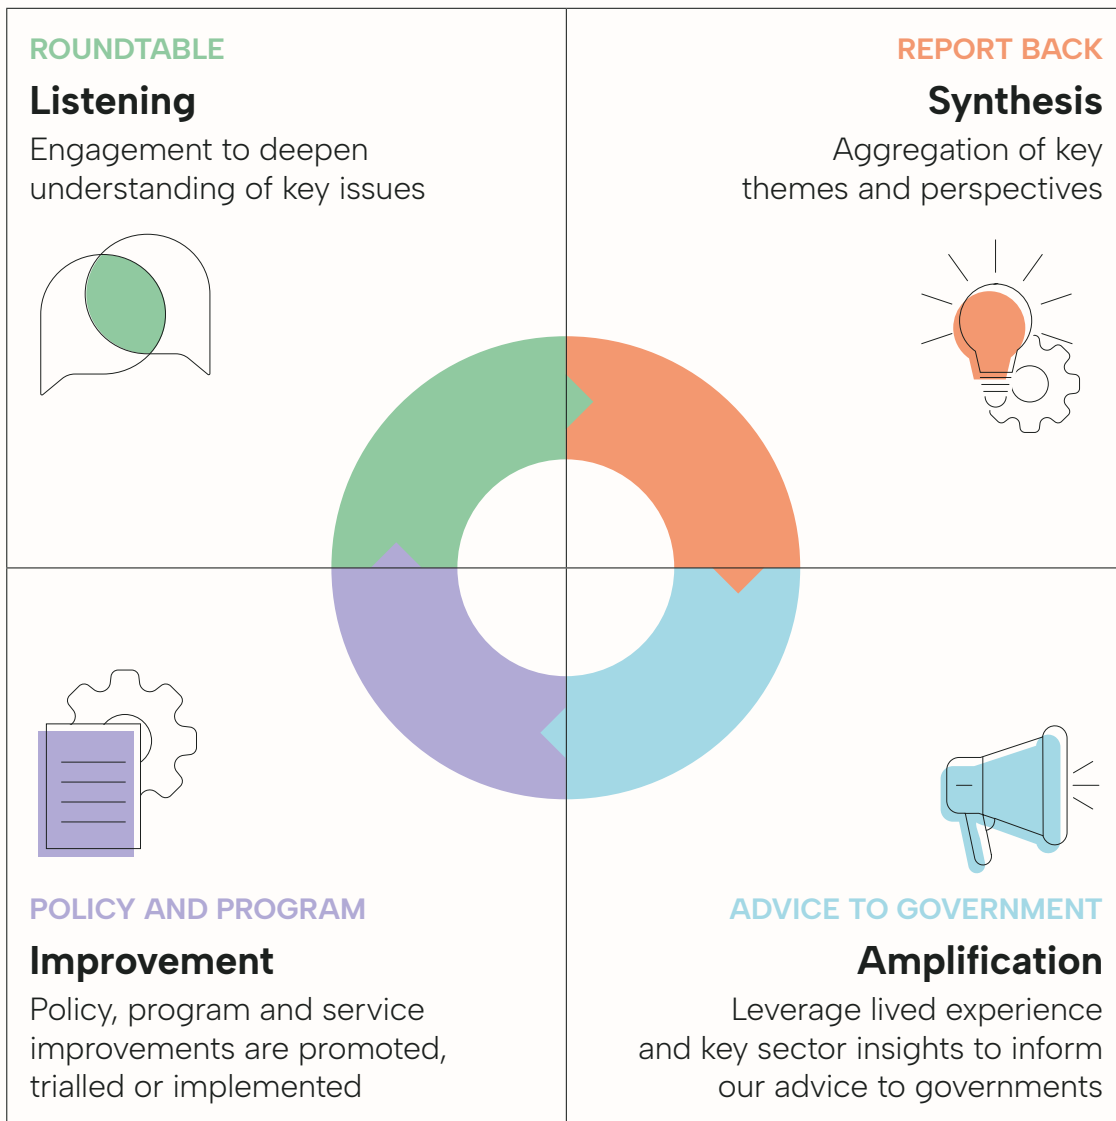 ROUNDTABLE
Listening
Engagement to deepen
understanding of key issues
REPORT BACK
Synthesis
Aggregation of key
themes and perspectives
POLICY AND PROGRAM
Improvement
Policy, program and service
improvements are promoted,
trialled or implemented
ADVICE TO GOVERNMENT
Amplification
Leverage lived experience
and key sector insights to inform
our advice to governments